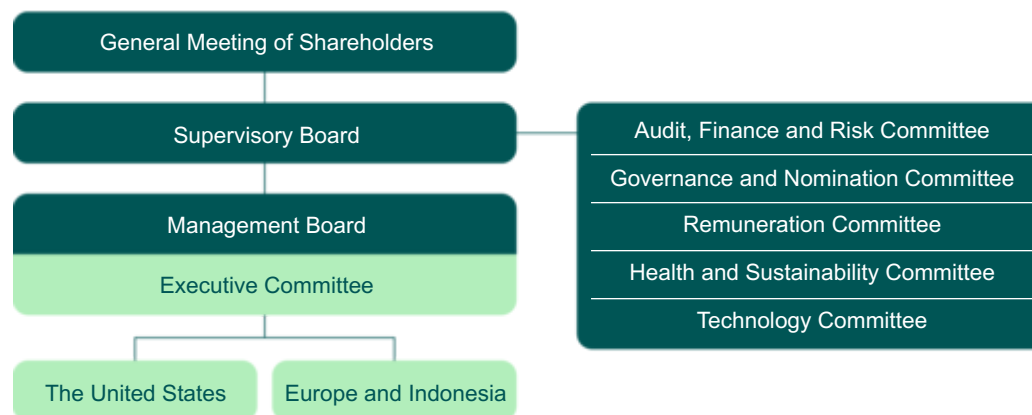 General Meeting of Shareholders
Supervisory Board
Management Board
Executive Committee
The United States
Europe and Indonesia
Audit, Finance and Risk Committee
Governance and Nomination Committee
Remuneration Committee
Health and Sustainability Committee
Technology Committee